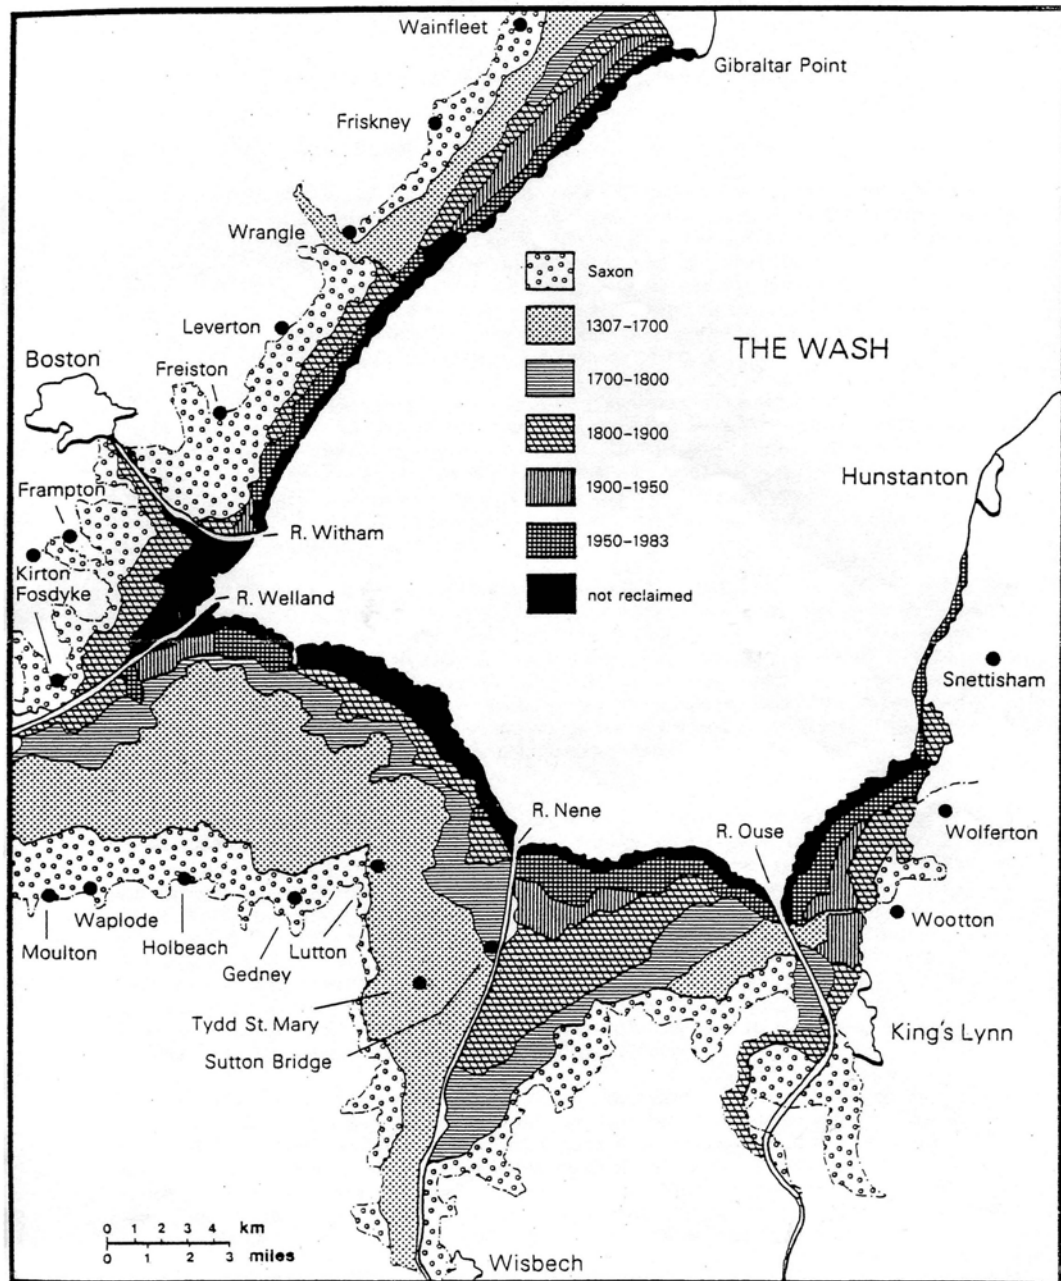 Wainfleet
Gibraltar Point
Friskney
Wrangle
Saxon
1307-1700
Leverton
THE WASH
Boston
1700-1800
Freiston
1800-1900
Hunstanton
Frampton
1900-1950
R. Witham
1950-1983
Kirton
Fosdyke
R. Welland
not reclaimed
Snettisham
R. Nene
R. Ouse
Wolferton
Waplode
Moulton
Holbeach
Lutton
Wootton
Gedney
Tydd St. Mary
King's Lynn
Sutton Bridge
0 1 2 3 4 km
0 1 2 3 miles
Wisbech